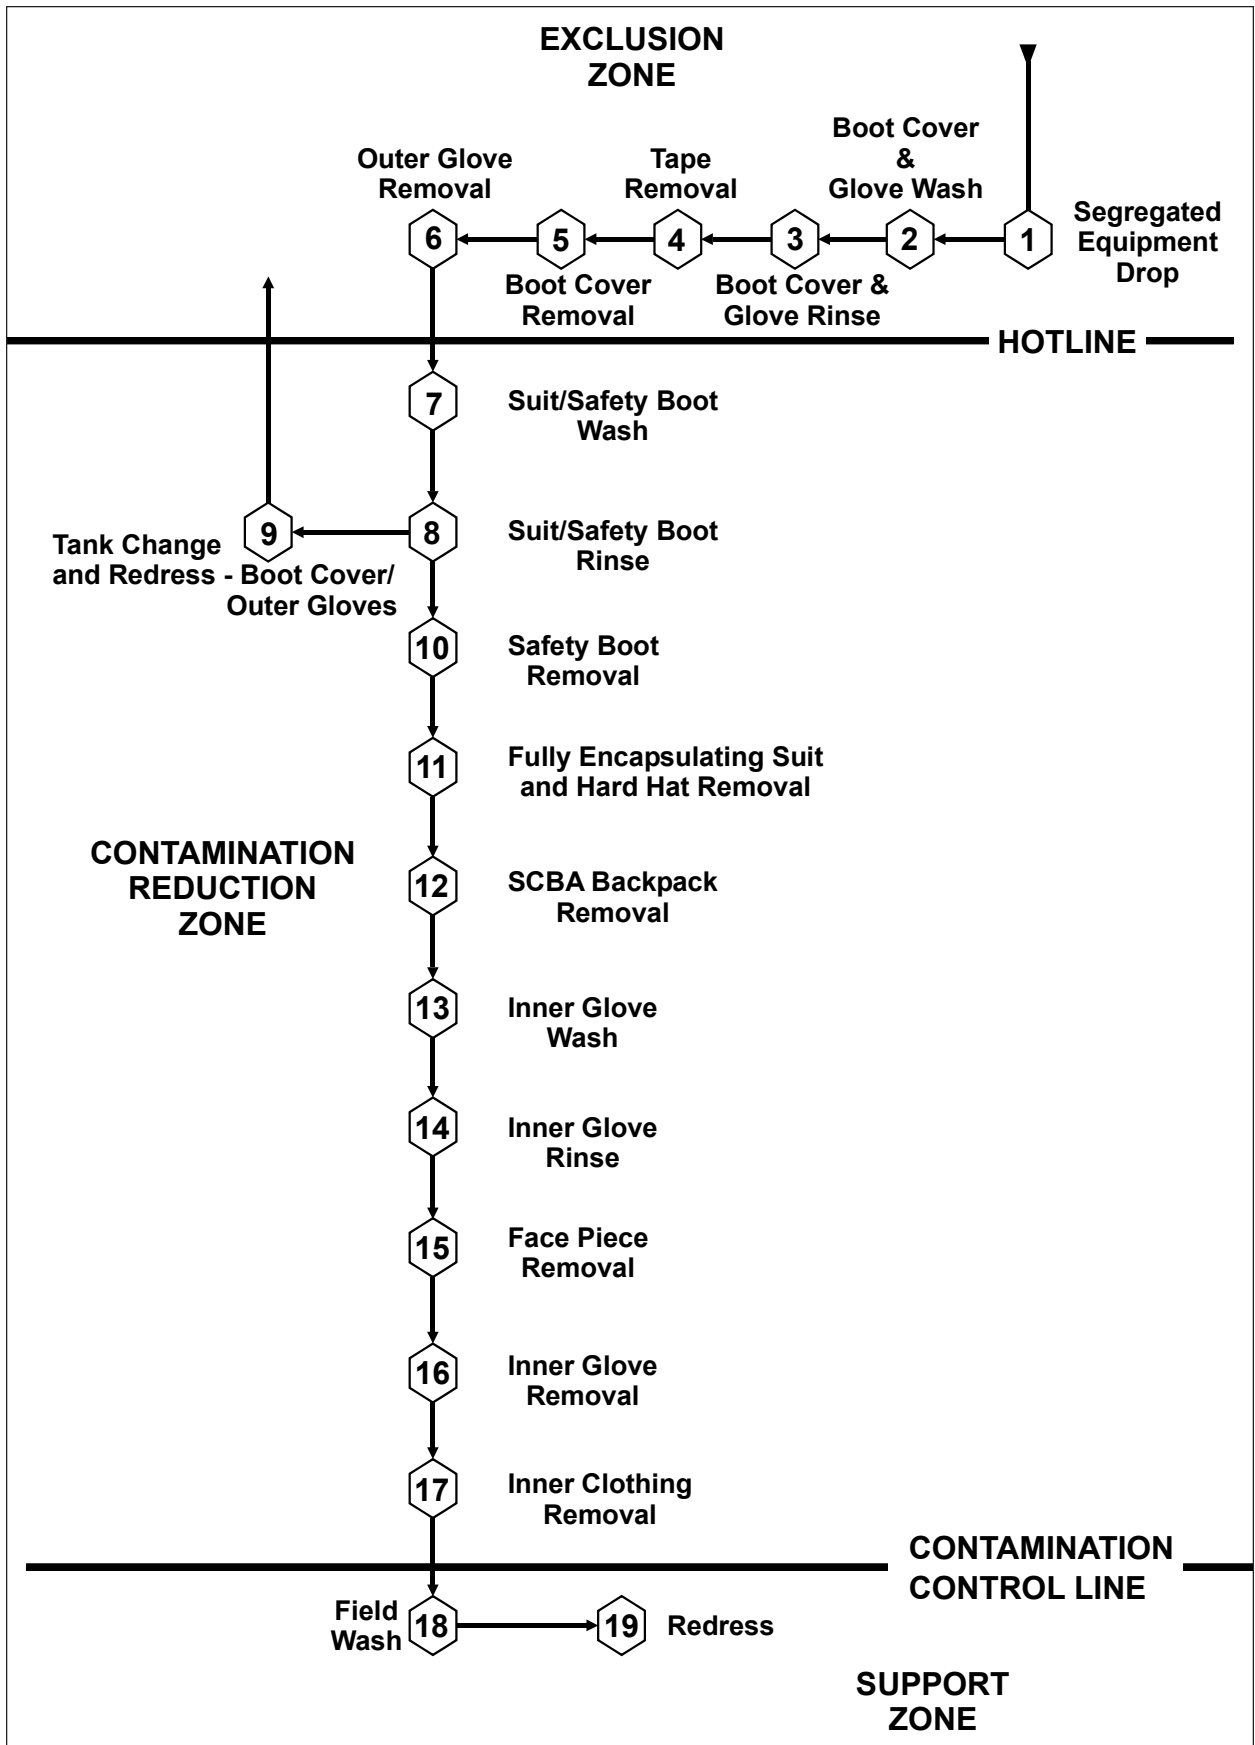 EXCLUSION
ZONE
Outer Glove
Removal
6
Boot Cover
Removal
5
Tape
Removal
4
Boot Cover &
Glove Rinse
3
Boot Cover
&
Glove Wash
2
1
Segregated
Equipment
Drop
HOTLINE
7
Suit/Safety Boot
Wash
8
Suit/Safety Boot
Rinse
9
Tank Change
and Redress - Boot Cover/
Outer Gloves
10
Safety Boot
Removal
11
Fully Encapsulating Suit
and Hard Hat Removal
CONTAMINATION
REDUCTION
ZONE
12
SCBA Backpack
Removal
13
Inner Glove
Wash
14
Inner Glove
Rinse
15
Face Piece
Removal
16
Inner Glove
Removal
17
Inner Clothing
Removal
CONTAMINATION
CONTROL LINE
Field
Wash
18
19
Redress
SUPPORT
ZONE